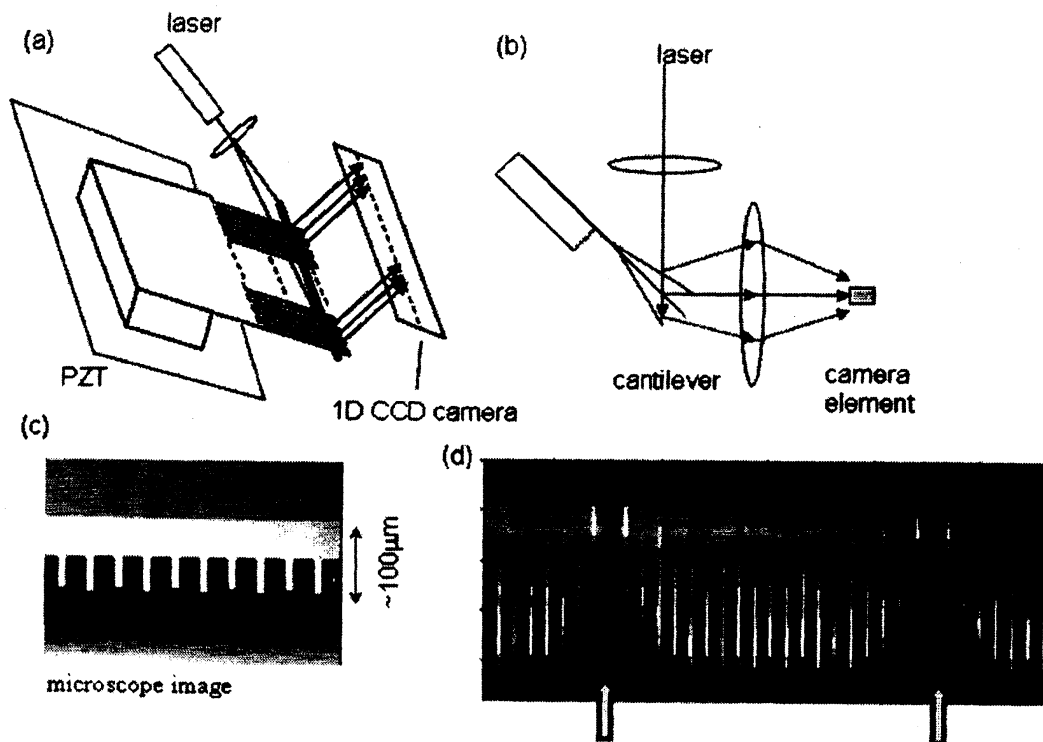 (a)
laser
PZT
1D CCD camera
(b)
laser
cantilever
camera
element
(c)
~100µm
microscope image
(d)